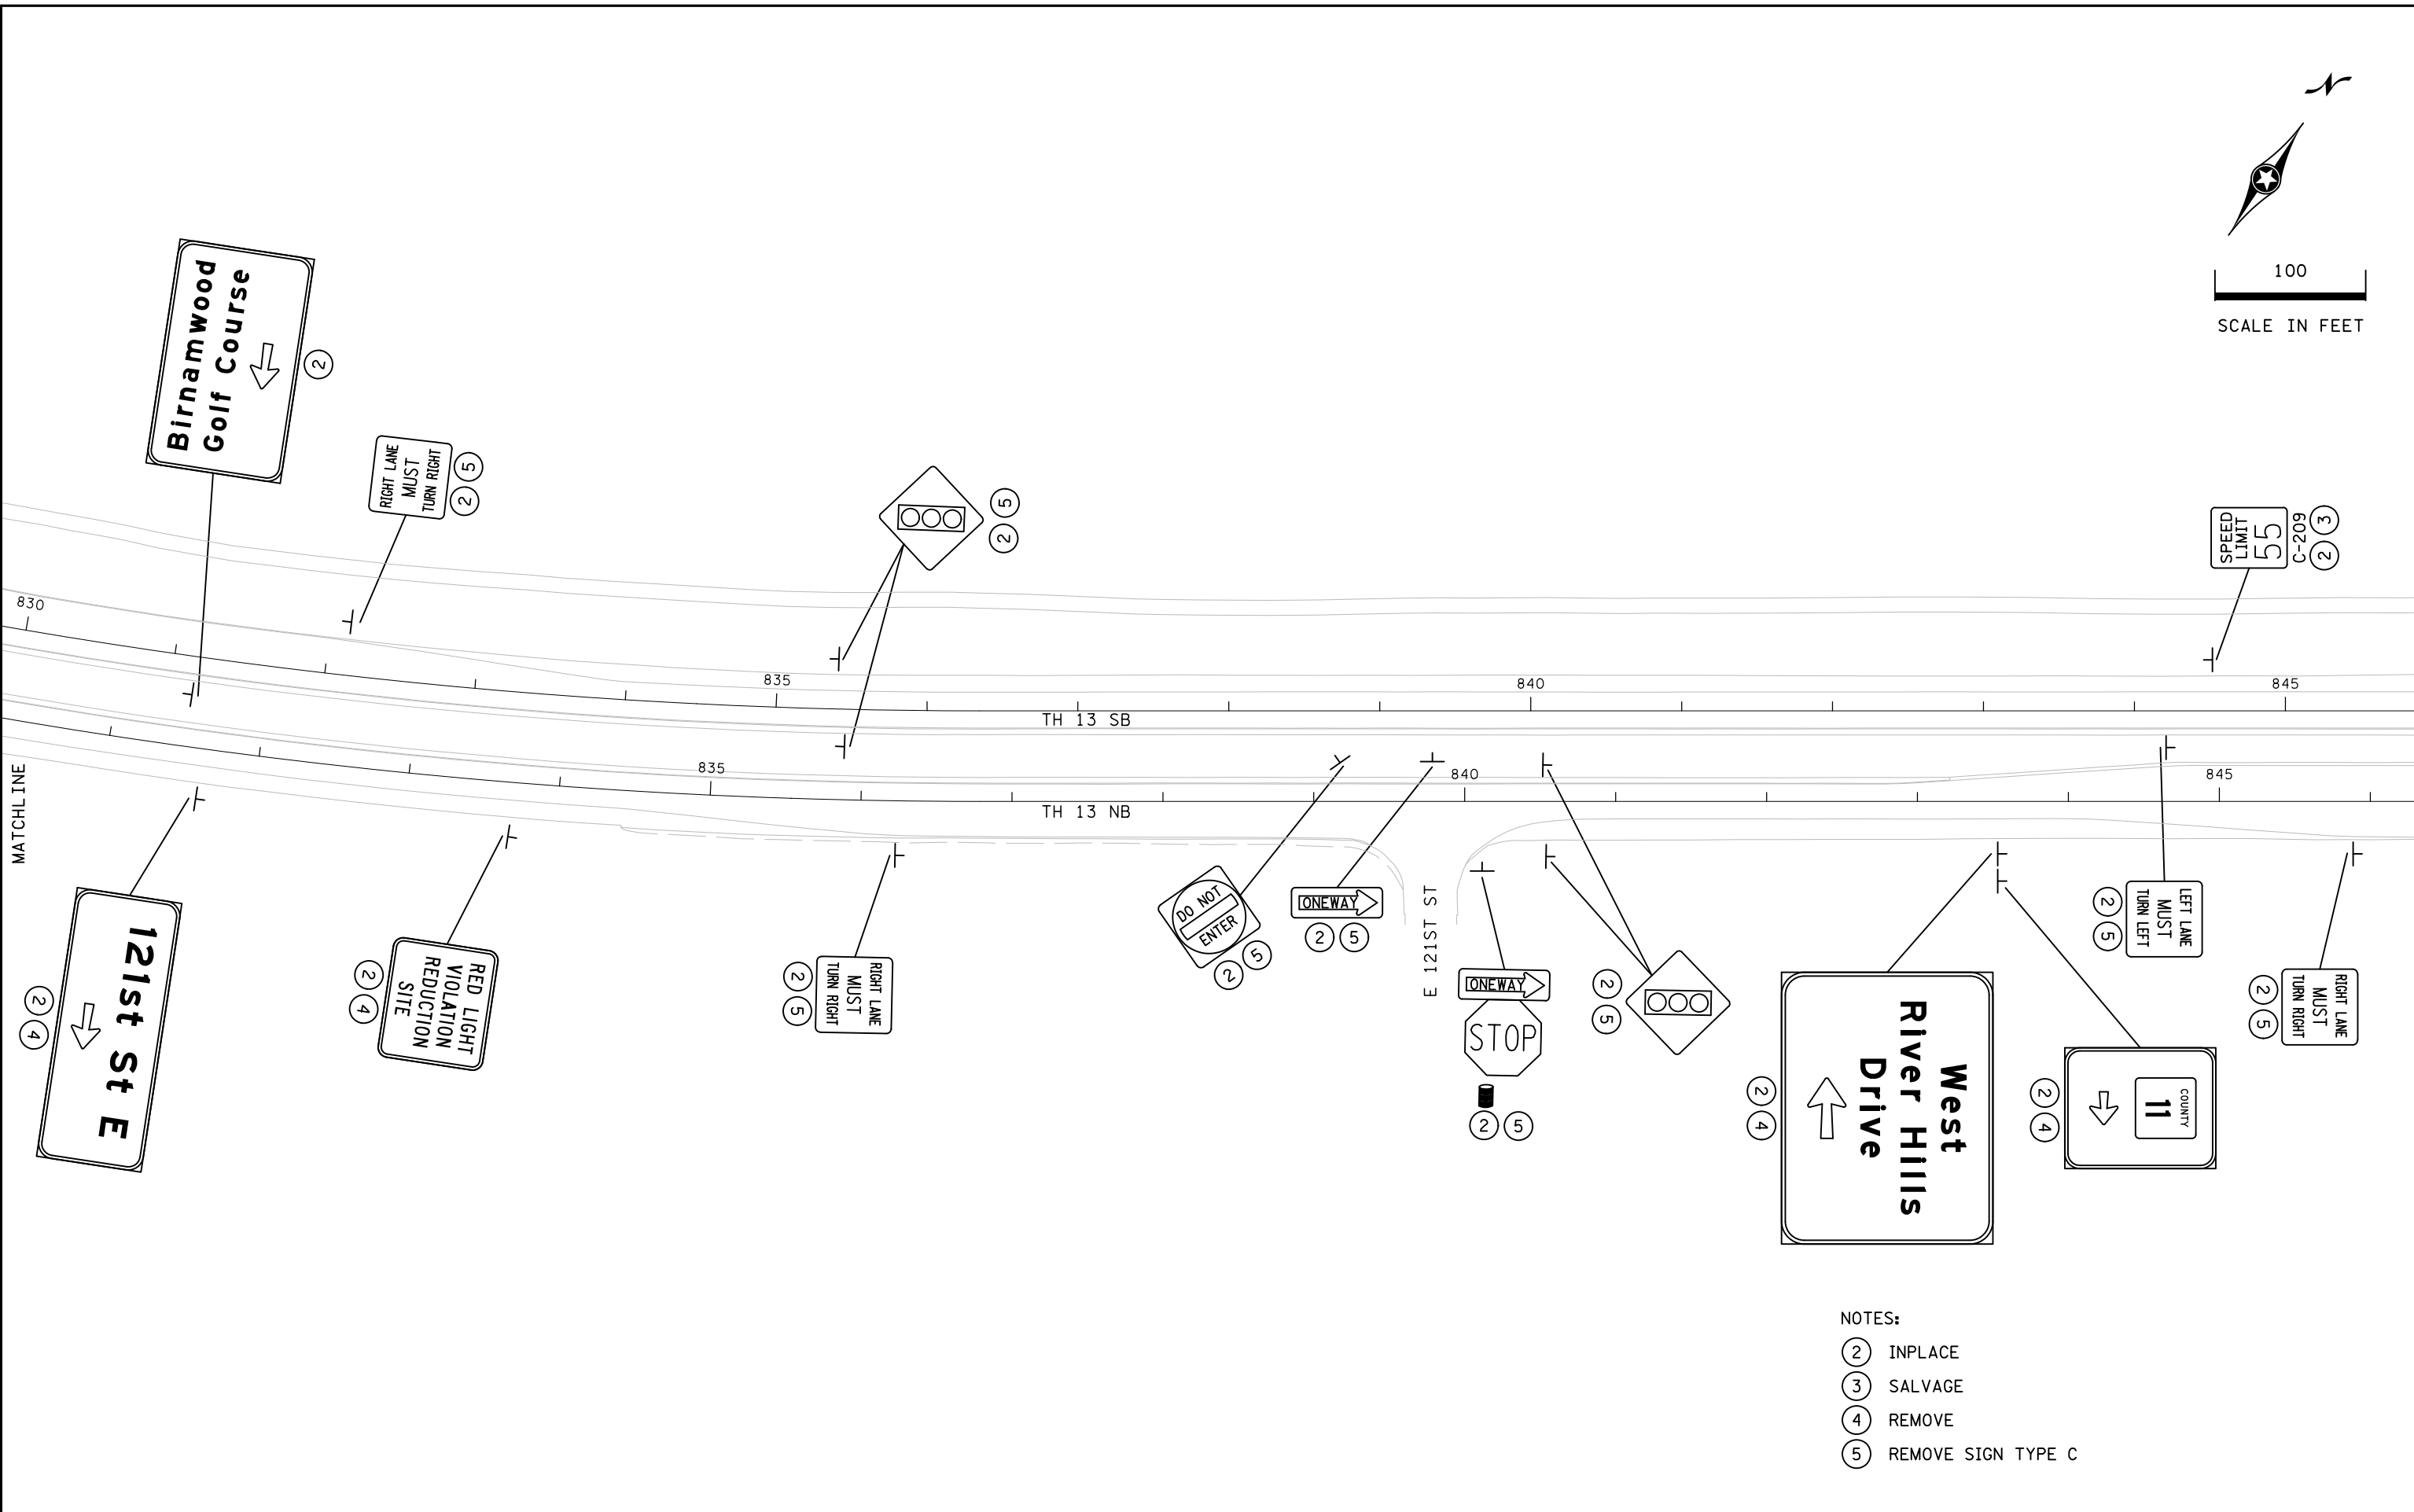 N
100
SCALE IN FEET
Birnamwood
Golf Course
2
RIGHT LANE
MUST
TURN RIGHT
2 5
2 5
SPEED
LIMIT
55
C-209
2 3
830
835
840
845
TH 13 SB
835
840
845
TH 13 NB
MATCHLINE
E 121ST ST
121st St E
2 4
RED LIGHT
VIOLATION
REDUCTION
SITE
2 4
RIGHT LANE
MUST
TURN RIGHT
2 5
DO NOT
ENTER
2 5
ONEWAY
2 5
ONEWAY
STOP
2 5
2 5
West
River Hills
Drive
2 4
COUNTY
11
2 4
LEFT LANE
MUST
TURN LEFT
2 5
RIGHT LANE
MUST
TURN RIGHT
2 5
NOTES:
2 INPLACE
3 SALVAGE
4 REMOVE
5 REMOVE SIGN TYPE C